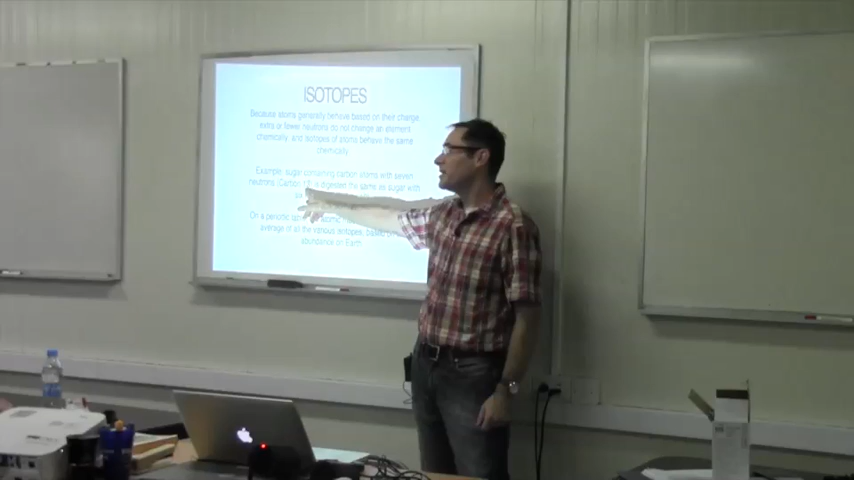 ISOTOPES
Because atoms generally behave based on their charge,
extra or fewer neutrons do not change an element
chemically, and isotopes of atoms behave the same
chemically.
Example: sugar containing carbon atoms with seven
neutrons (Carbon is digested the same as sugar with
On a periodic
average of all the various isotopes, based on
abundance on Earth.